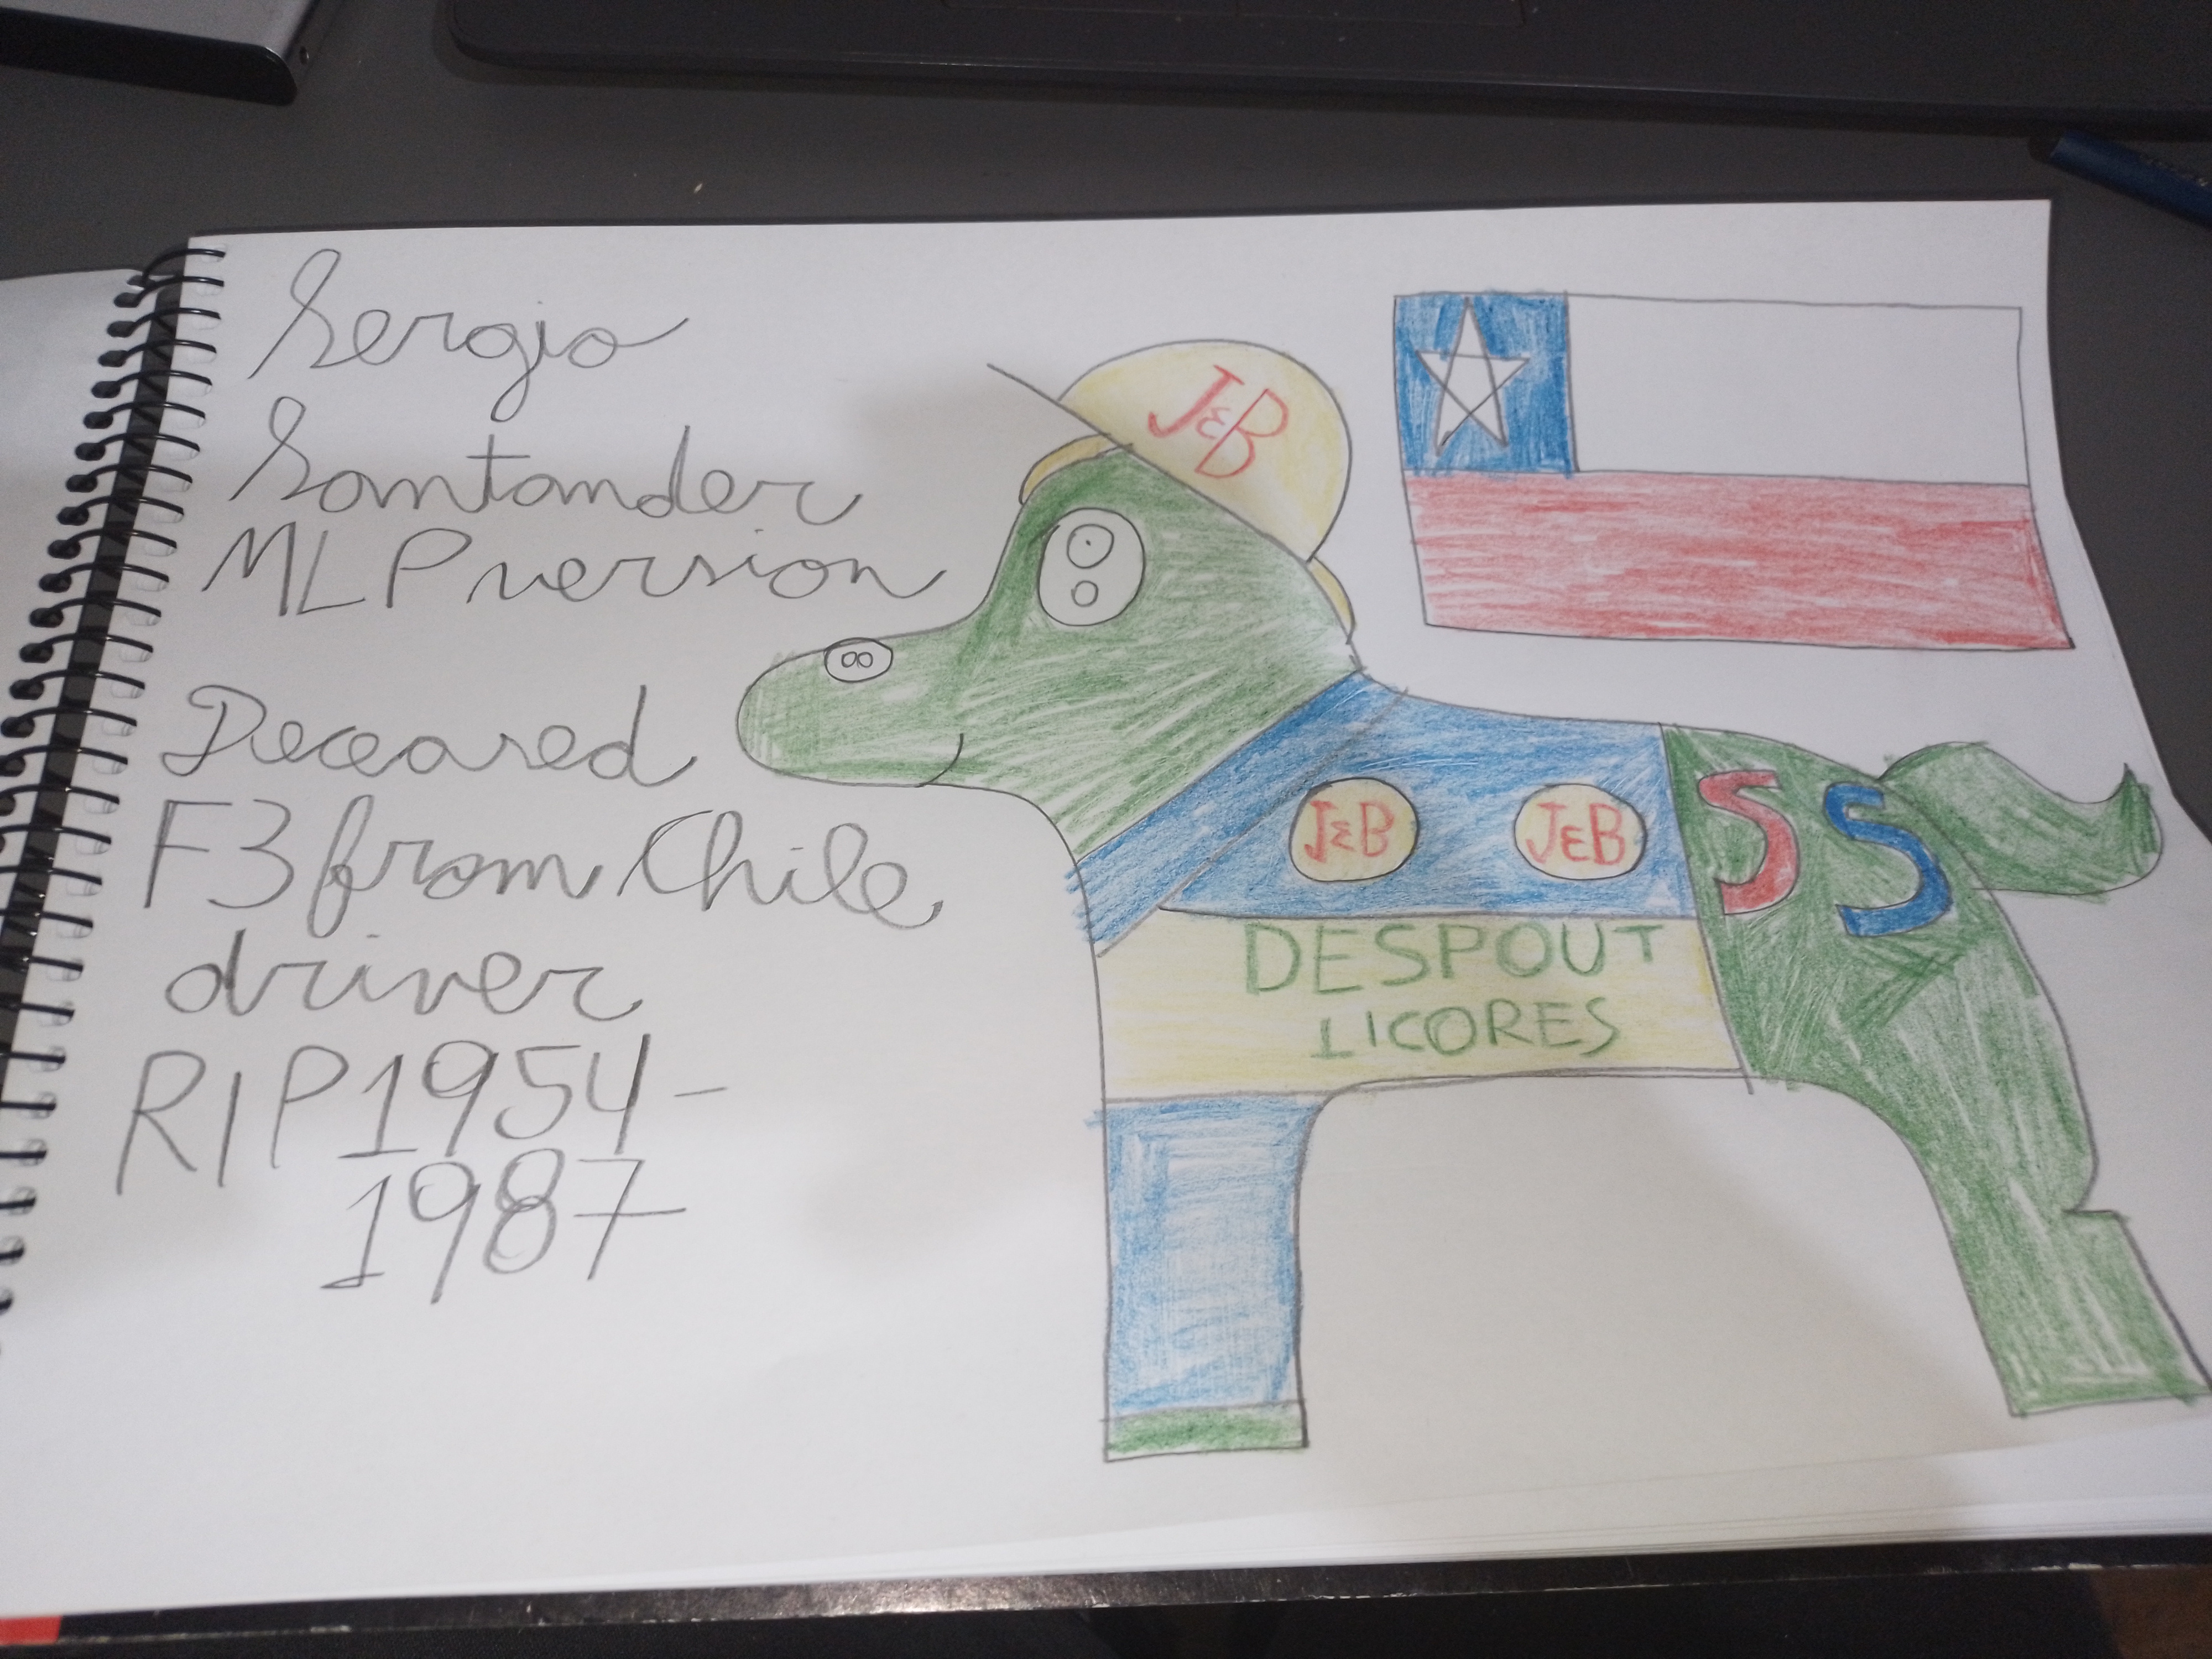 Sergio
Santander
MLP version
Deceased
F3 from Chile
driver
RIP 1954-
1987
J&B
J&B J&B
SS
DESPOUT
LICORES